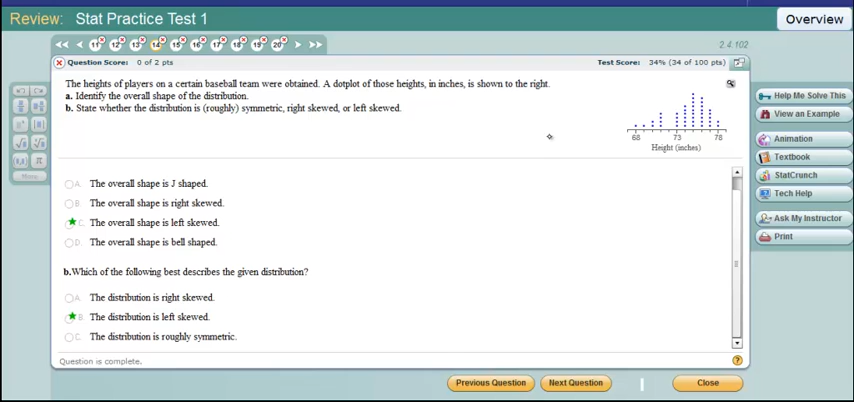 Review: Stat Practice Test 1
Overview
11 12 13 14 15 16 17 18 19 20
2.4.102
Question Score: 0 of 2 pts
Test Score: 34% (34 of 100 pts)
The heights of players on a certain baseball team were obtained. A dotplot of those heights, in inches, is shown to the right.
a. Identify the overall shape of the distribution.
b. State whether the distribution is (roughly) symmetric, right skewed, or left skewed.
68 73 78
Height (inches)
A. The overall shape is J shaped.
B. The overall shape is right skewed.
C. The overall shape is left skewed.
D. The overall shape is bell shaped.
b.Which of the following best describes the given distribution?
A. The distribution is right skewed.
B The distribution is left skewed.
C. The distribution is roughly symmetric.
Question is complete.
Previous Question
Next Question
Close
Help Me Solve This
View an Example
Animation
Textbook
StatCrunch
Tech Help
Ask My Instructor
Print